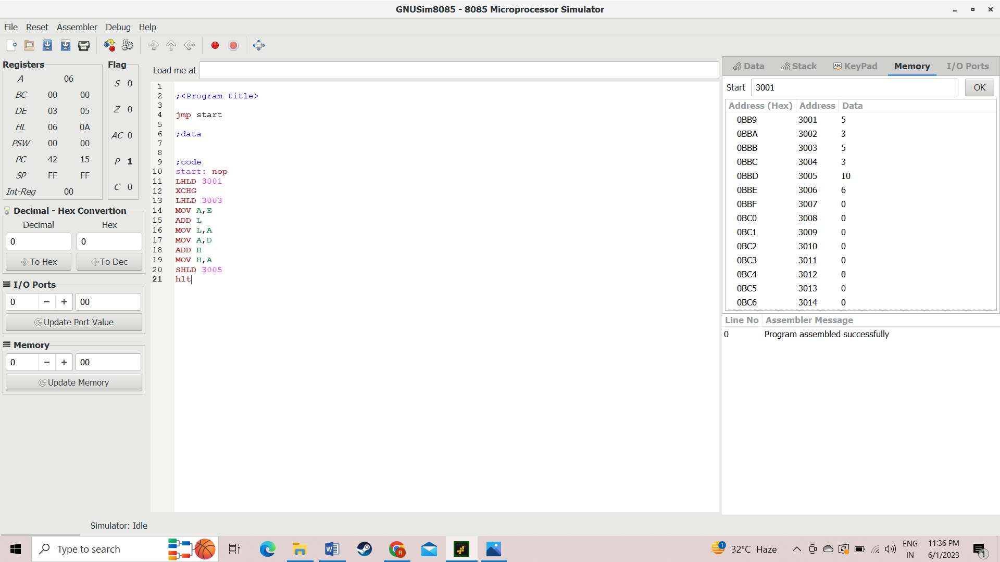 GNUSim8085 - 8085 Microprocessor Simulator
File Reset Assembler Debug Help
Registers
A 06
BC 00 00
DE 03 05
HL 06 0A
PSW 00 00
PC 42 15
SP FF FF
Int-Reg 00
Flag
S 0
Z 0
AC 0
P 1
C 0
Decimal - Hex Convertion
Decimal Hex
0 0
To Hex To Dec
I/O Ports
0 − + 00
Update Port Value
Memory
0 − + 00
Update Memory
Load me at
1
2 ;<Program title>
3
4 jmp start
5
6 ;data
7
8
9 ;code
10 start: nop
11 LHLD 3001
12 XCHG
13 LHLD 3003
14 MOV A,E
15 ADD L
16 MOV L,A
17 MOV A,D
18 ADD H
19 MOV H,A
20 SHLD 3005
21 hlt
Data Stack Abc KeyPad Memory I/O Ports
Start 3001 OK
Address (Hex) Address Data
0BB9 3001 5
0BBA 3002 3
0BBB 3003 5
0BBC 3004 3
0BBD 3005 10
0BBE 3006 6
0BBF 3007 0
0BC0 3008 0
0BC1 3009 0
0BC2 3010 0
0BC3 3011 0
0BC4 3012 0
0BC5 3013 0
0BC6 3014 0
Line No Assembler Message
0 Program assembled successfully
Simulator: Idle
Type to search
W
R
1
32°C Haze
ENG
IN
11:36 PM
6/1/2023
1